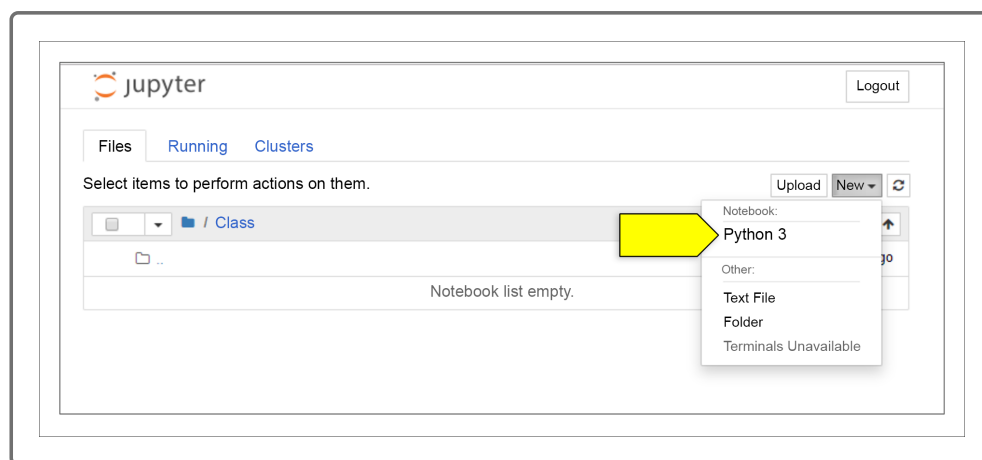 jupyter
Logout
Files Running Clusters
Select items to perform actions on them.
Upload New
Notebook:
/ Class
Python 3
..
go
Other:
Notebook list empty.
Text File
Folder
Terminals Unavailable